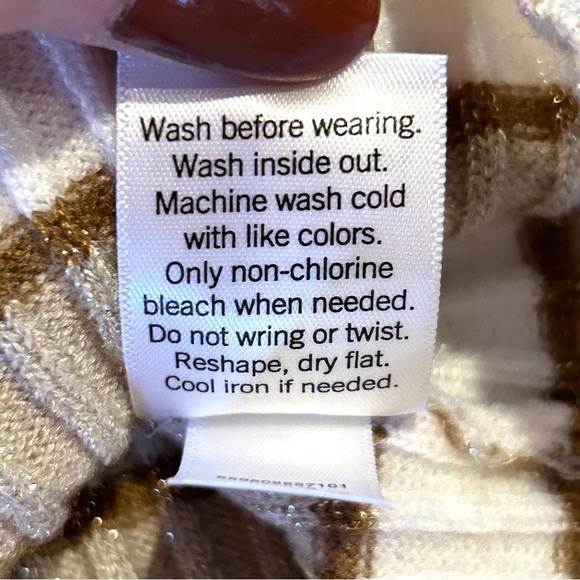 Wash before wearing.
Wash inside out.
Machine wash cold
with like colors.
Only non-chlorine
bleach when needed.
Do not wring or twist.
Reshape, dry flat.
Cool iron if needed.